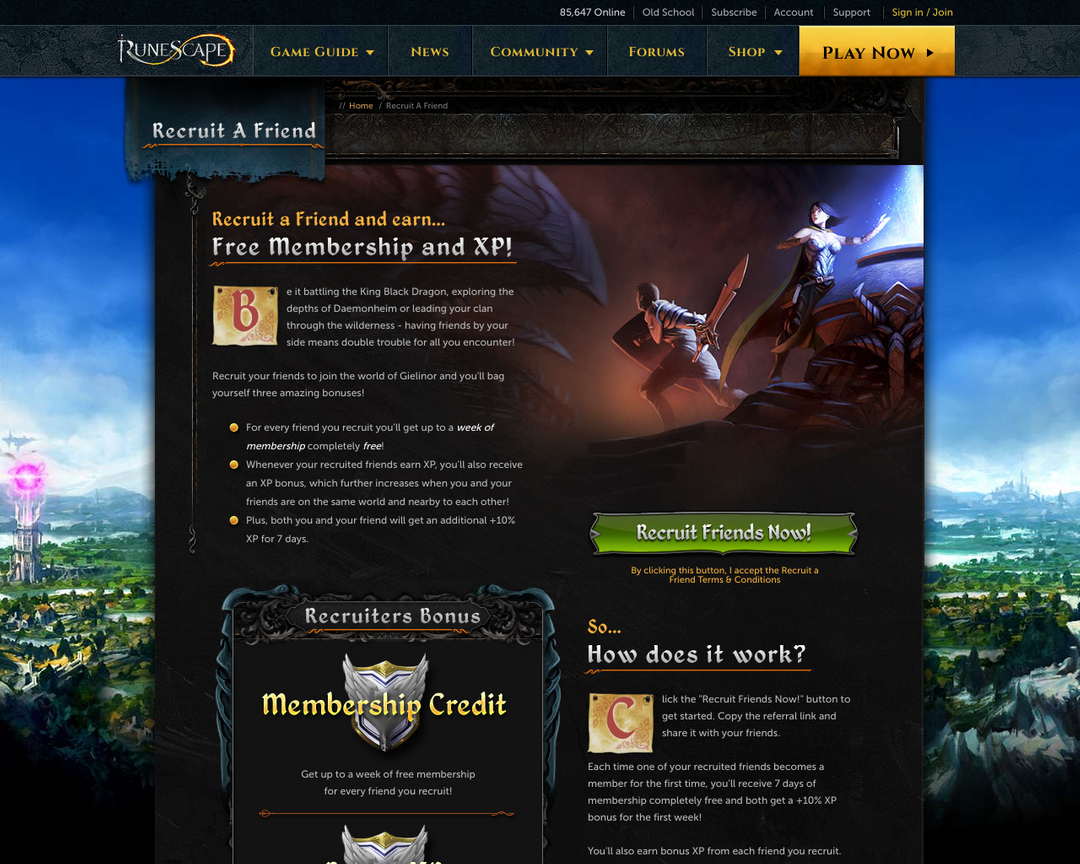 85,647 Online Old School Subscribe Account Support Sign in / Join
RUNESCAPE GAME GUIDE NEWS COMMUNITY FORUMS SHOP PLAY NOW
// Home / Recruit A Friend
Recruit A Friend
Recruit a Friend and earn...
Free Membership and XP!
Be it battling the King Black Dragon, exploring the
depths of Daemonheim or leading your clan
through the wilderness - having friends by your
side means double trouble for all you encounter!
Recruit your friends to join the world of Gielinor and you'll bag
yourself three amazing bonuses!
For every friend you recruit you'll get up to a week of
membership completely free!
Whenever your recruited friends earn XP, you'll also receive
an XP bonus, which further increases when you and your
friends are on the same world and nearby to each other!
Plus, both you and your friend will get an additional +10%
XP for 7 days.
Recruit Friends Now!
By clicking this button, I accept the Recruit a
Friend Terms & Conditions
Recruiters Bonus
Membership Credit
Get up to a week of free membership
for every friend you recruit!
So...
How does it work?
Click the "Recruit Friends Now!" button to
get started. Copy the referral link and
share it with your friends.
Each time one of your recruited friends becomes a
member for the first time, you'll receive 7 days of
membership completely free and both get a +10% XP
bonus for the first week!
You'll also earn bonus XP from each friend you recruit.